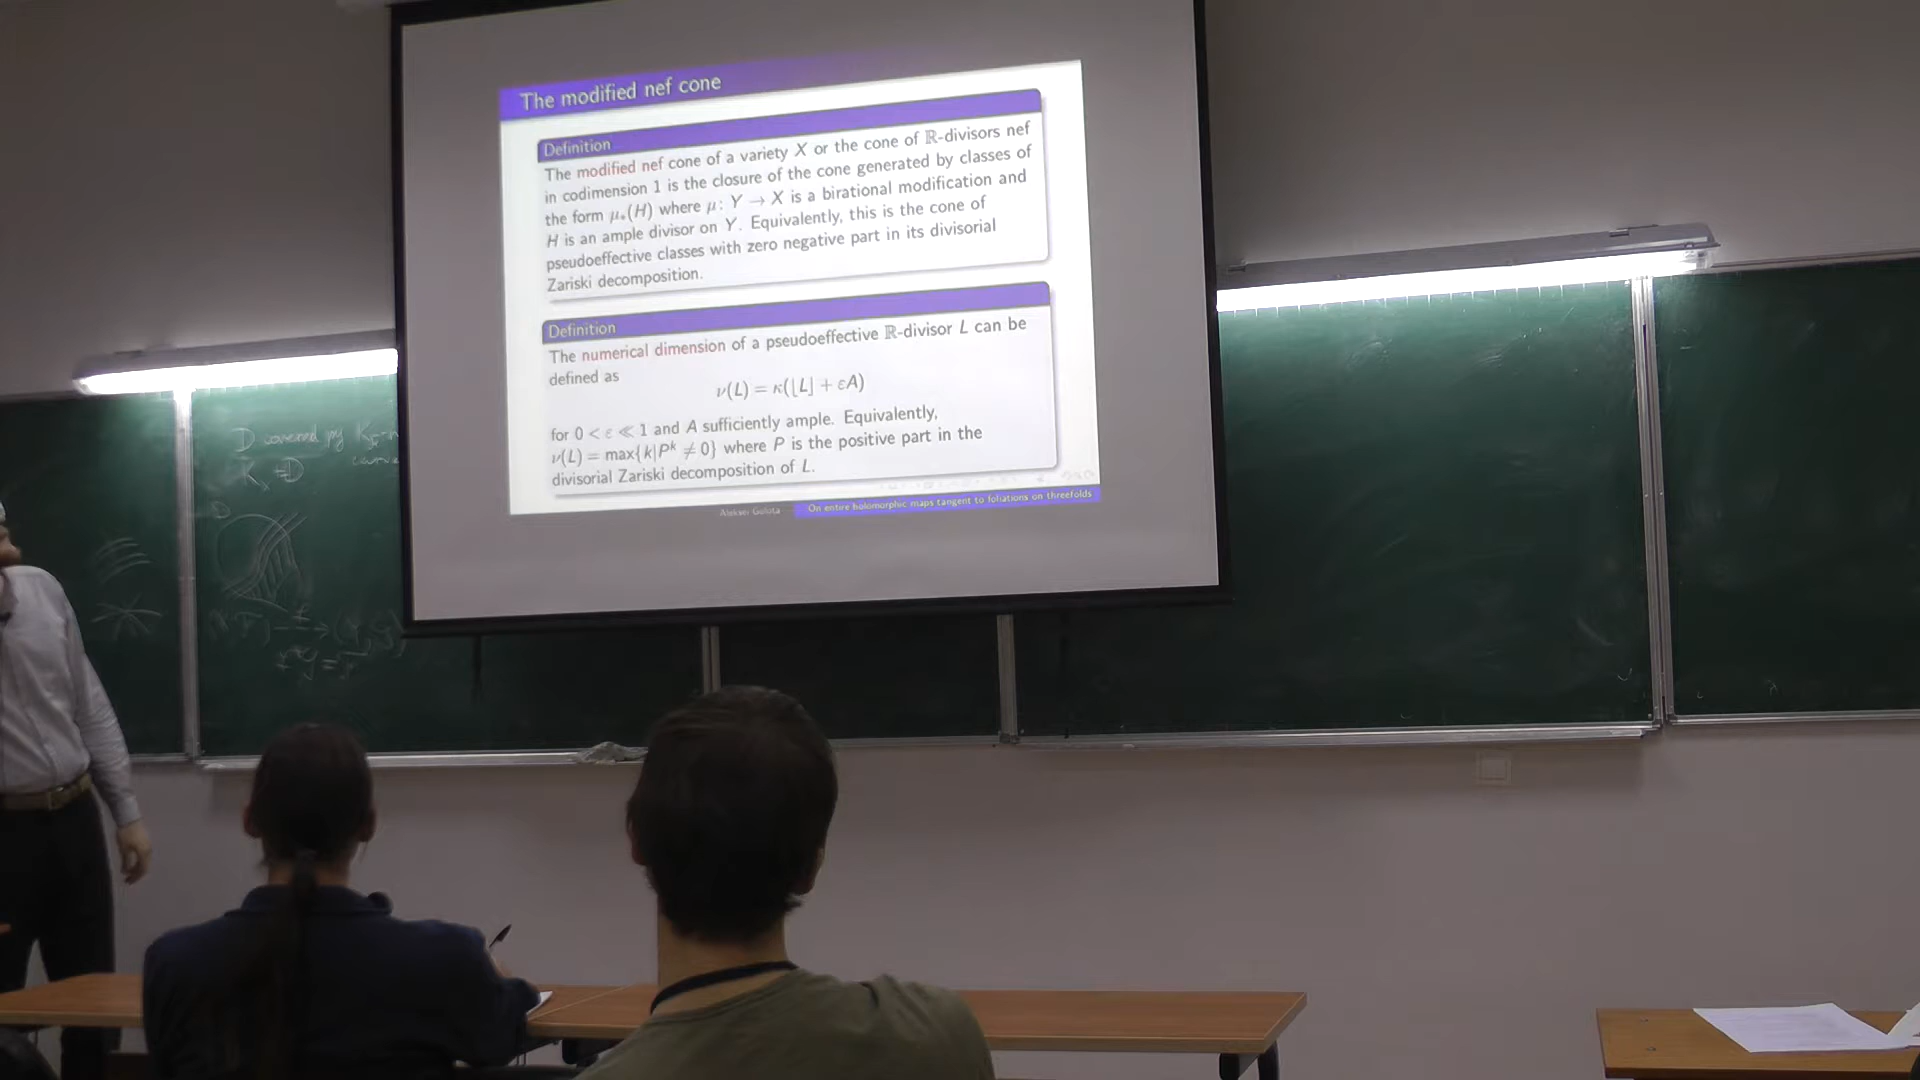 The modified nef cone
Definition
The modified nef cone of a variety X or the cone of ℝ-divisors nef
in codimension 1 is the closure of the cone generated by classes of
the form μ*(H) where μ: Y → X is a birational modification and
H is an ample divisor on Y. Equivalently, this is the cone of
pseudoeffective classes with zero negative part in its divisorial
Zariski decomposition.
Definition
The numerical dimension of a pseudoeffective ℝ-divisor L can be
defined as
ν(L) = κ(⌊L⌋ + εA)
for 0 < ε ≪ 1 and A sufficiently ample. Equivalently,
ν(L) = max{k|Pᵏ ≠ 0} where P is the positive part in the
divisorial Zariski decomposition of L.
Aleksei Golota On entire holomorphic maps tangent to foliations on threefolds
D covered by
D